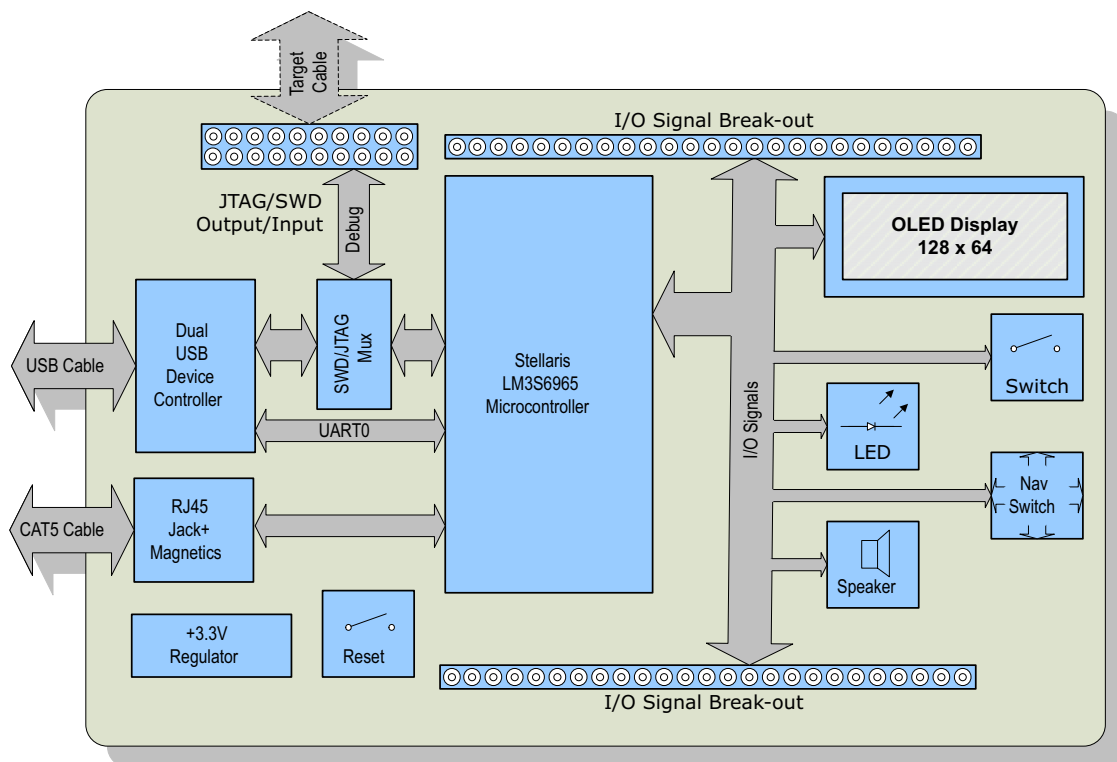 Target
Cable
I/O Signal Break-out
JTAG/SWD
Output/Input
Debug
OLED Display
128 x 64
Dual
USB
Device
Controller
SWD/JTAG
Mux
USB Cable
Stellaris
LM3S6965
Microcontroller
Switch
UART0
I/O Signals
LED
Nav
Switch
RJ45
Jack+
Magnetics
CAT5 Cable
Speaker
+3.3V
Regulator
Reset
I/O Signal Break-out